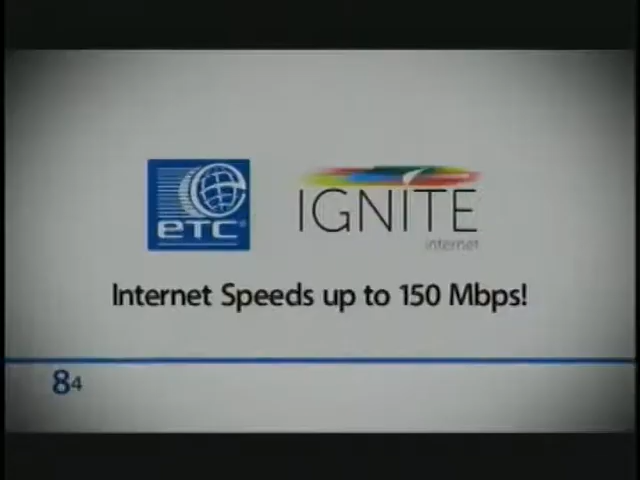 eTC
IGNITE
internet
Internet Speeds up to 150 Mbps!
84